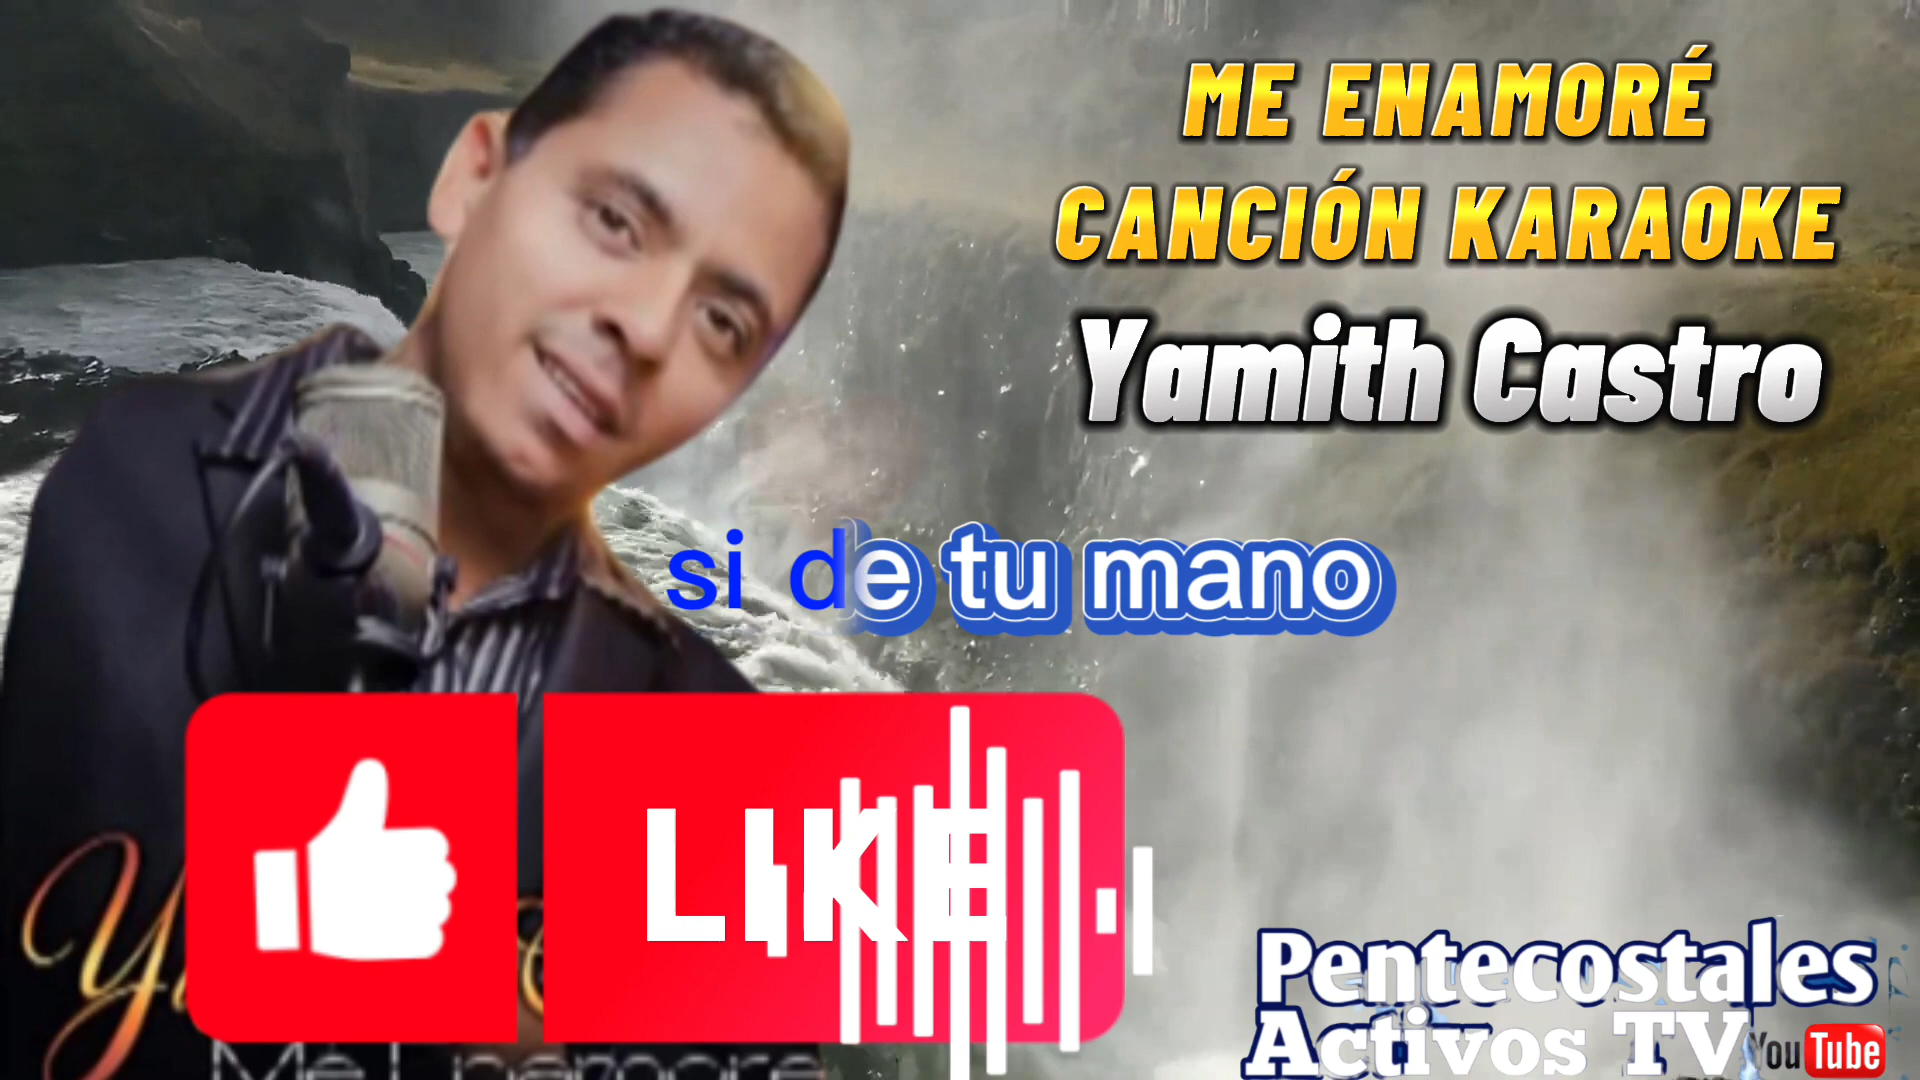 ME ENAMORÉ
CANCIÓN KARAOKE
Yamith Castro
si de tu mano
LIKE
Pentecostales
Activos TV
YouTube